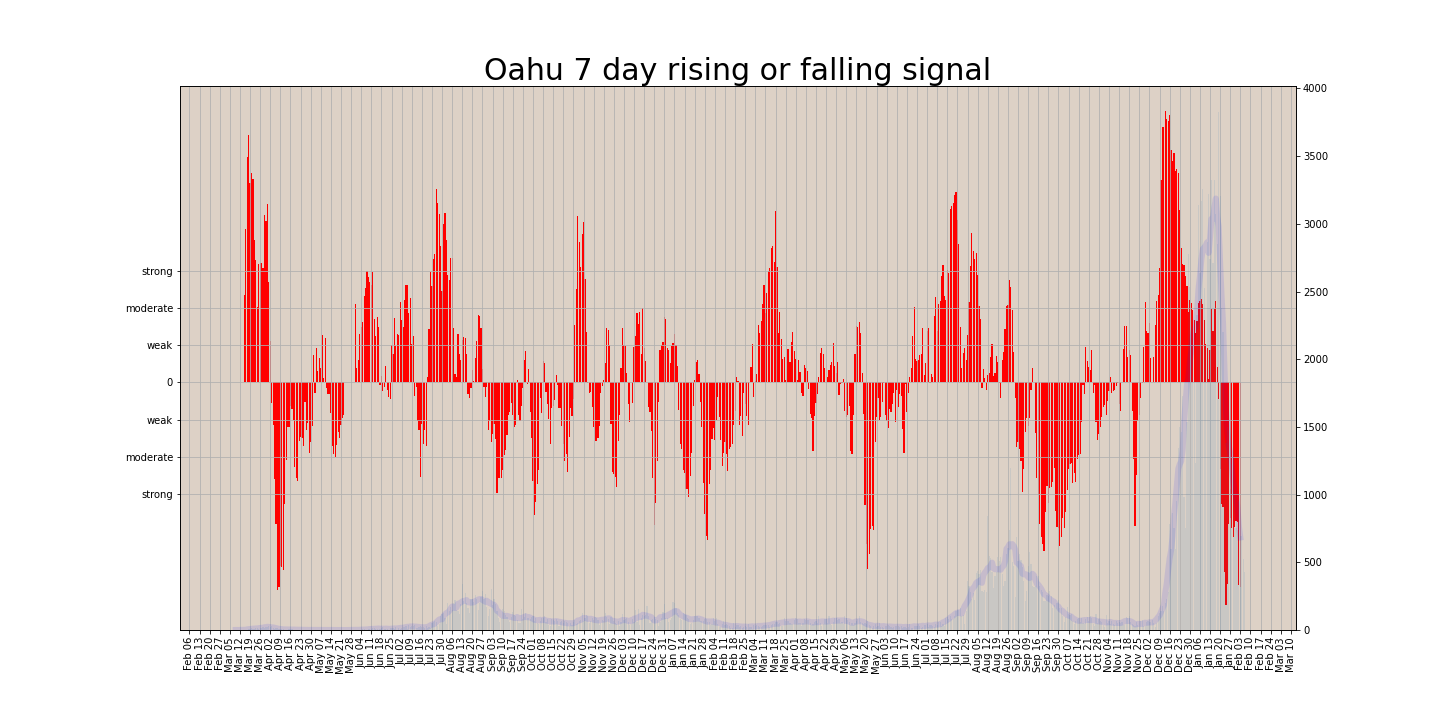 Oahu 7 day rising or falling signal
strong
moderate
weak
0
weak
moderate
strong
4000
3500
3000
2500
2000
1500
1000
500
0
Feb 06
Feb 13
Feb 20
Feb 27
Mar 05
Mar 12
Mar 19
Mar 26
Apr 02
Apr 09
Apr 16
Apr 23
Apr 30
May 07
May 14
May 21
May 28
Jun 04
Jun 11
Jun 18
Jun 25
Jul 02
Jul 09
Jul 16
Jul 23
Jul 30
Aug 06
Aug 13
Aug 20
Aug 27
Sep 03
Sep 10
Sep 17
Sep 24
Oct 01
Oct 08
Oct 15
Oct 22
Oct 29
Nov 05
Nov 12
Nov 19
Nov 26
Dec 03
Dec 10
Dec 17
Dec 24
Dec 31
Jan 07
Jan 14
Jan 21
Jan 28
Feb 04
Feb 11
Feb 18
Feb 25
Mar 04
Mar 11
Mar 18
Mar 25
Apr 01
Apr 08
Apr 15
Apr 22
Apr 29
May 06
May 13
May 20
May 27
Jun 03
Jun 10
Jun 17
Jun 24
Jul 01
Jul 08
Jul 15
Jul 22
Jul 29
Aug 05
Aug 12
Aug 19
Aug 26
Sep 02
Sep 09
Sep 16
Sep 23
Sep 30
Oct 07
Oct 14
Oct 21
Oct 28
Nov 04
Nov 11
Nov 18
Nov 25
Dec 02
Dec 09
Dec 16
Dec 23
Dec 30
Jan 06
Jan 13
Jan 20
Jan 27
Feb 03
Feb 10
Feb 17
Feb 24
Mar 03
Mar 10